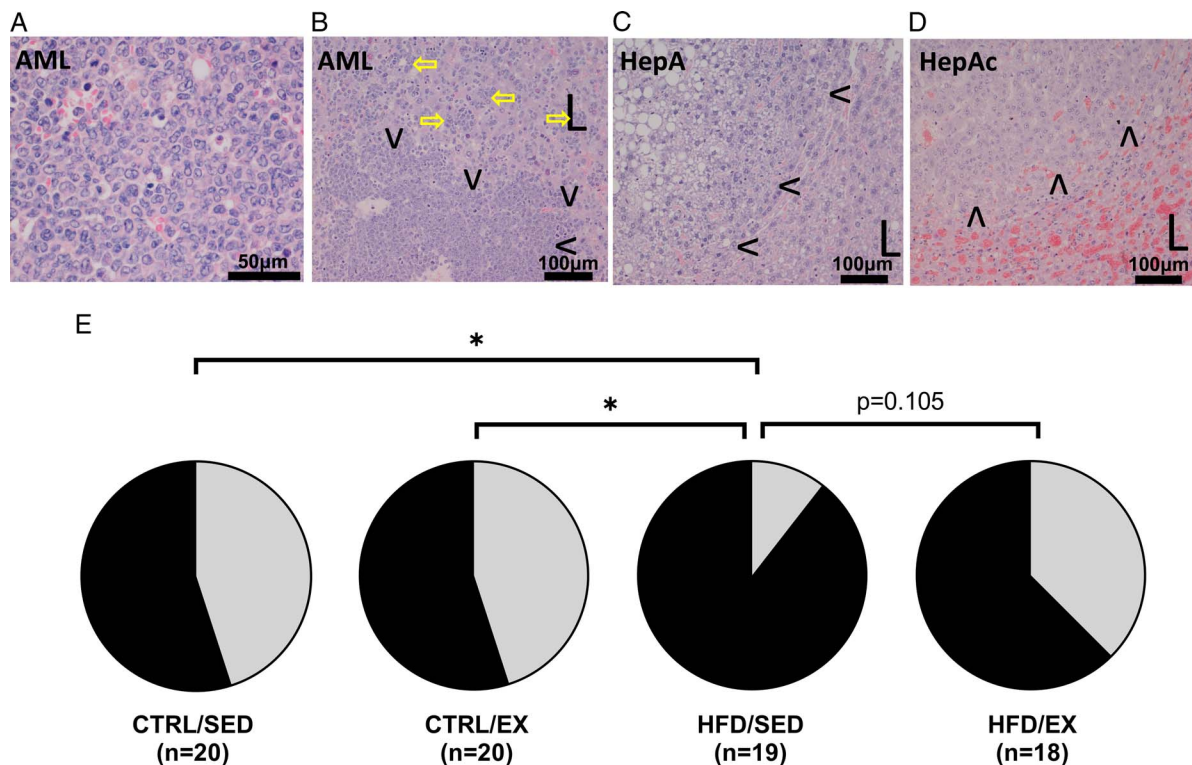 A
B
C
D
AML
AML
HepA
HepAc
L
L
L
50µm
100µm
100µm
100µm
E
*
*
p=0.105
CTRL/SED
(n=20)
CTRL/EX
(n=20)
HFD/SED
(n=19)
HFD/EX
(n=18)